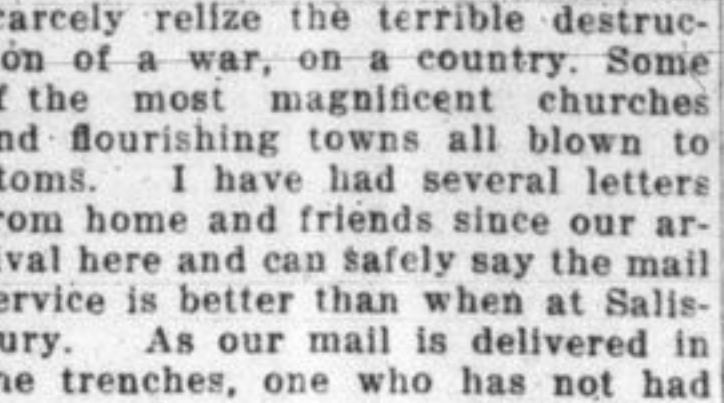 carcely relize the terrible destruc-
ion of a war, on a country. Some
f the most magnificent churches
nd flourishing towns all blown to
toms. I have had several letters
rom home and friends since our ar-
ival here and can safely say the mail
ervice is better than when at Salis-
ury. As our mail is delivered in
he trenches, one who has not had